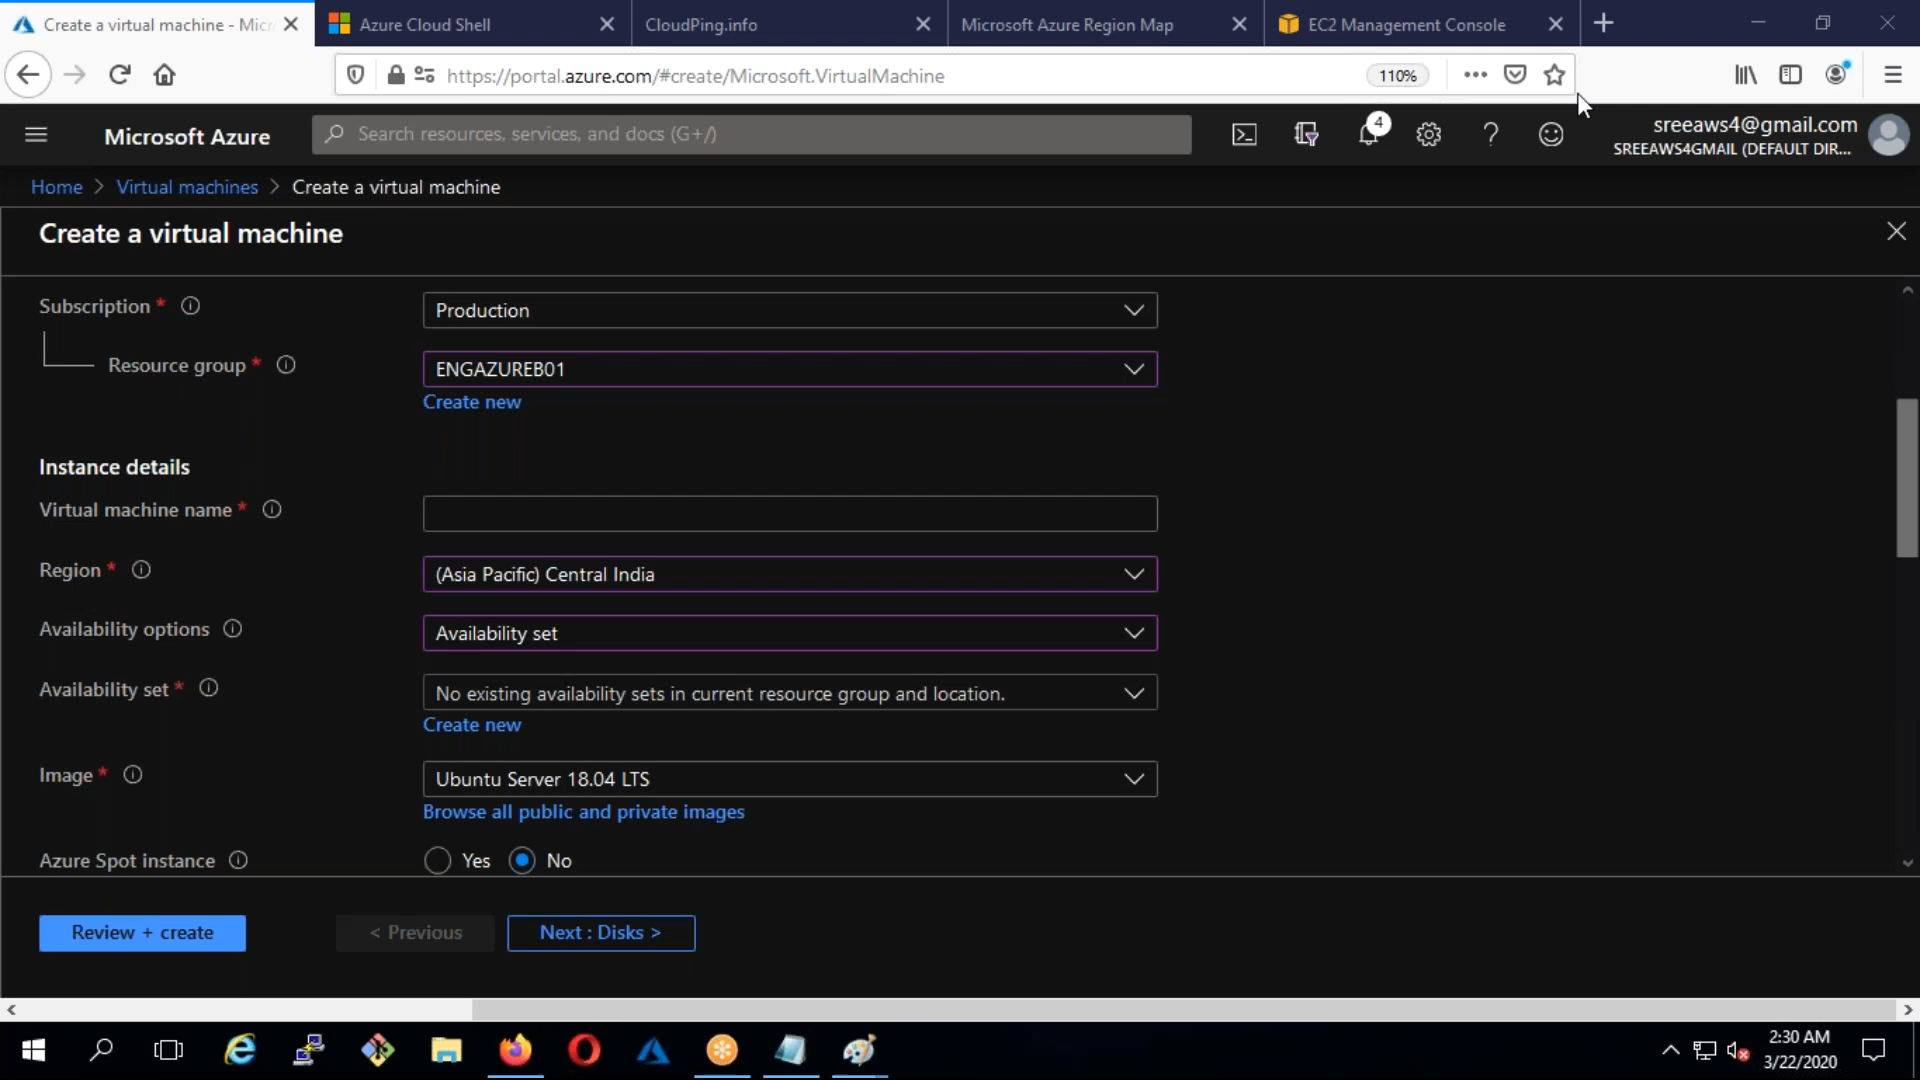 Create a virtual machine - Micr
Azure Cloud Shell
CloudPing.info
Microsoft Azure Region Map
EC2 Management Console
https://portal.azure.com/#create/Microsoft.VirtualMachine
110%
Microsoft Azure
Search resources, services, and docs (G+/)
4
sreeaws4@gmail.com
SREEAWS4GMAIL (DEFAULT DIR...
Home > Virtual machines > Create a virtual machine
Create a virtual machine
Subscription *
Production
Resource group *
ENGAZUREB01
Create new
Instance details
Virtual machine name *
Region *
(Asia Pacific) Central India
Availability options
Availability set
Availability set *
No existing availability sets in current resource group and location.
Create new
Image *
Ubuntu Server 18.04 LTS
Browse all public and private images
Azure Spot instance
Yes No
Review + create
< Previous
Next : Disks >
2:30 AM
3/22/2020